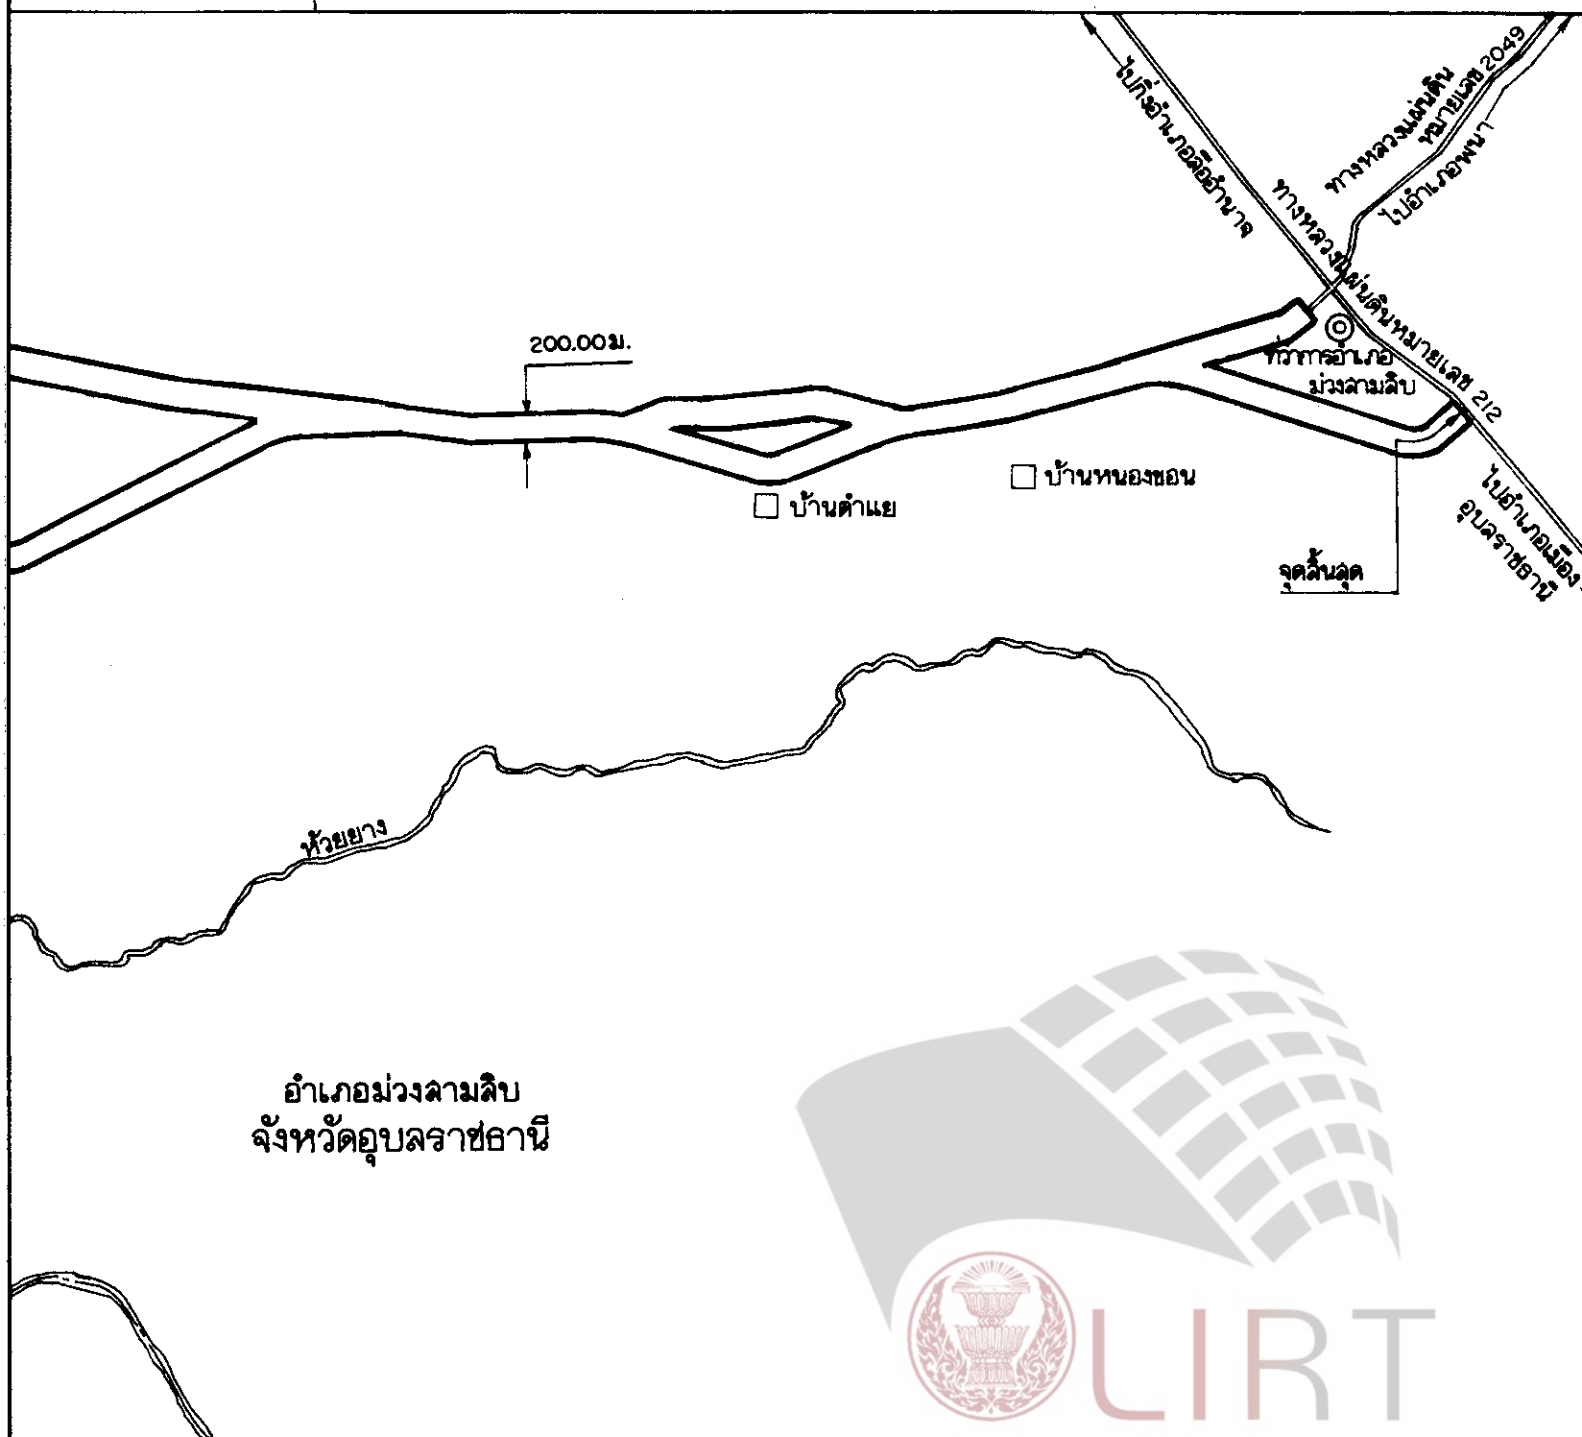 ไปกิ่งอำเภอลืออำนาจ
ทางหลวงแผ่นดิน
หมายเลข 2049
ไปอำเภอพนา
ทางหลวงแผ่นดินหมายเลข 212
200.00 ม.
ที่ว่าการอำเภอ
ม่วงสามสิบ
บ้านหนองขอน
บ้านดำแย
ไปอำเภอเมือง
อุบลราชธานี
จุดสิ้นสุด
ห้วยยาง
อำเภอม่วงสามสิบ
จังหวัดอุบลราชธานี
LIRT